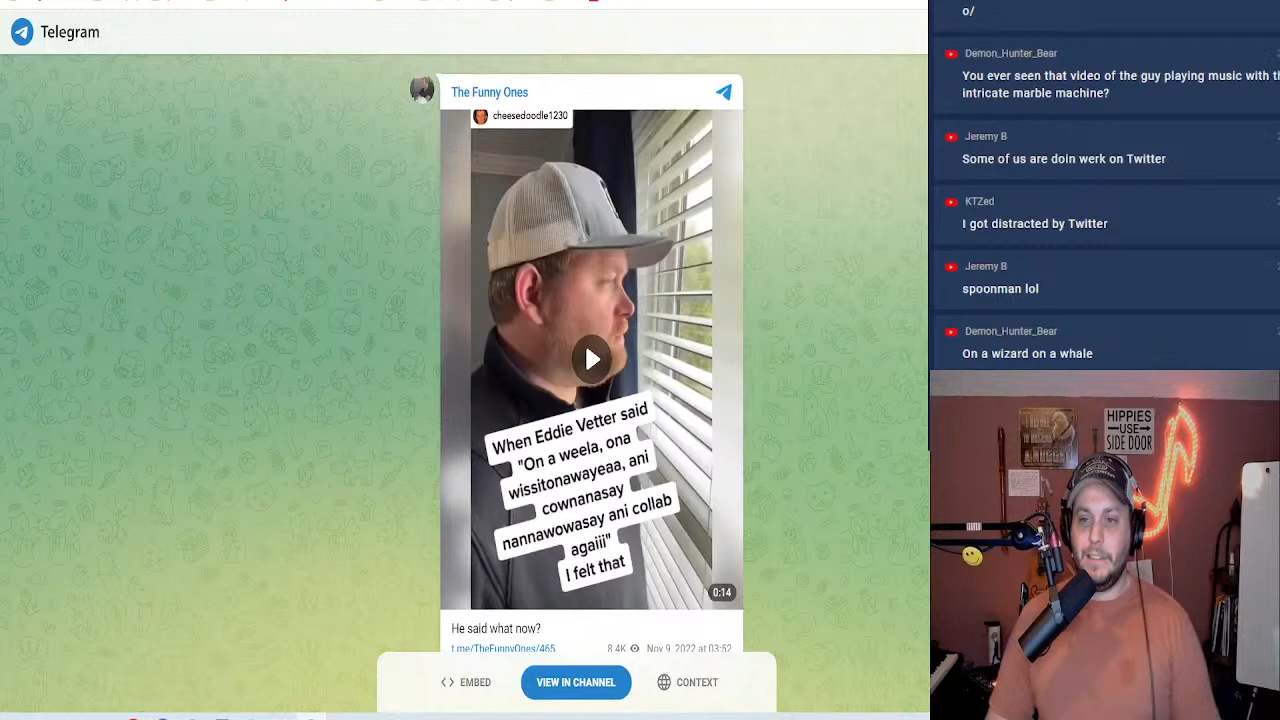 Telegram
The Funny Ones
cheesedoodle1230
When Eddie Vetter said
"On a weela, ona
wissitonawayeaa, ani
cownanasay
nannawowasay ani collab
agaiii"
I felt that
0:14
He said what now?
t.me/TheFunnyOnes/465
8.4K
Nov 9, 2022 at 03:52
EMBED
VIEW IN CHANNEL
CONTEXT
o/
Demon_Hunter_Bear
You ever seen that video of the guy playing music with
intricate marble machine?
Jeremy B
Some of us are doin werk on Twitter
KTZed
I got distracted by Twitter
Jeremy B
spoonman lol
Demon_Hunter_Bear
On a wizard on a whale
HIPPIES
USE
SIDE DOOR